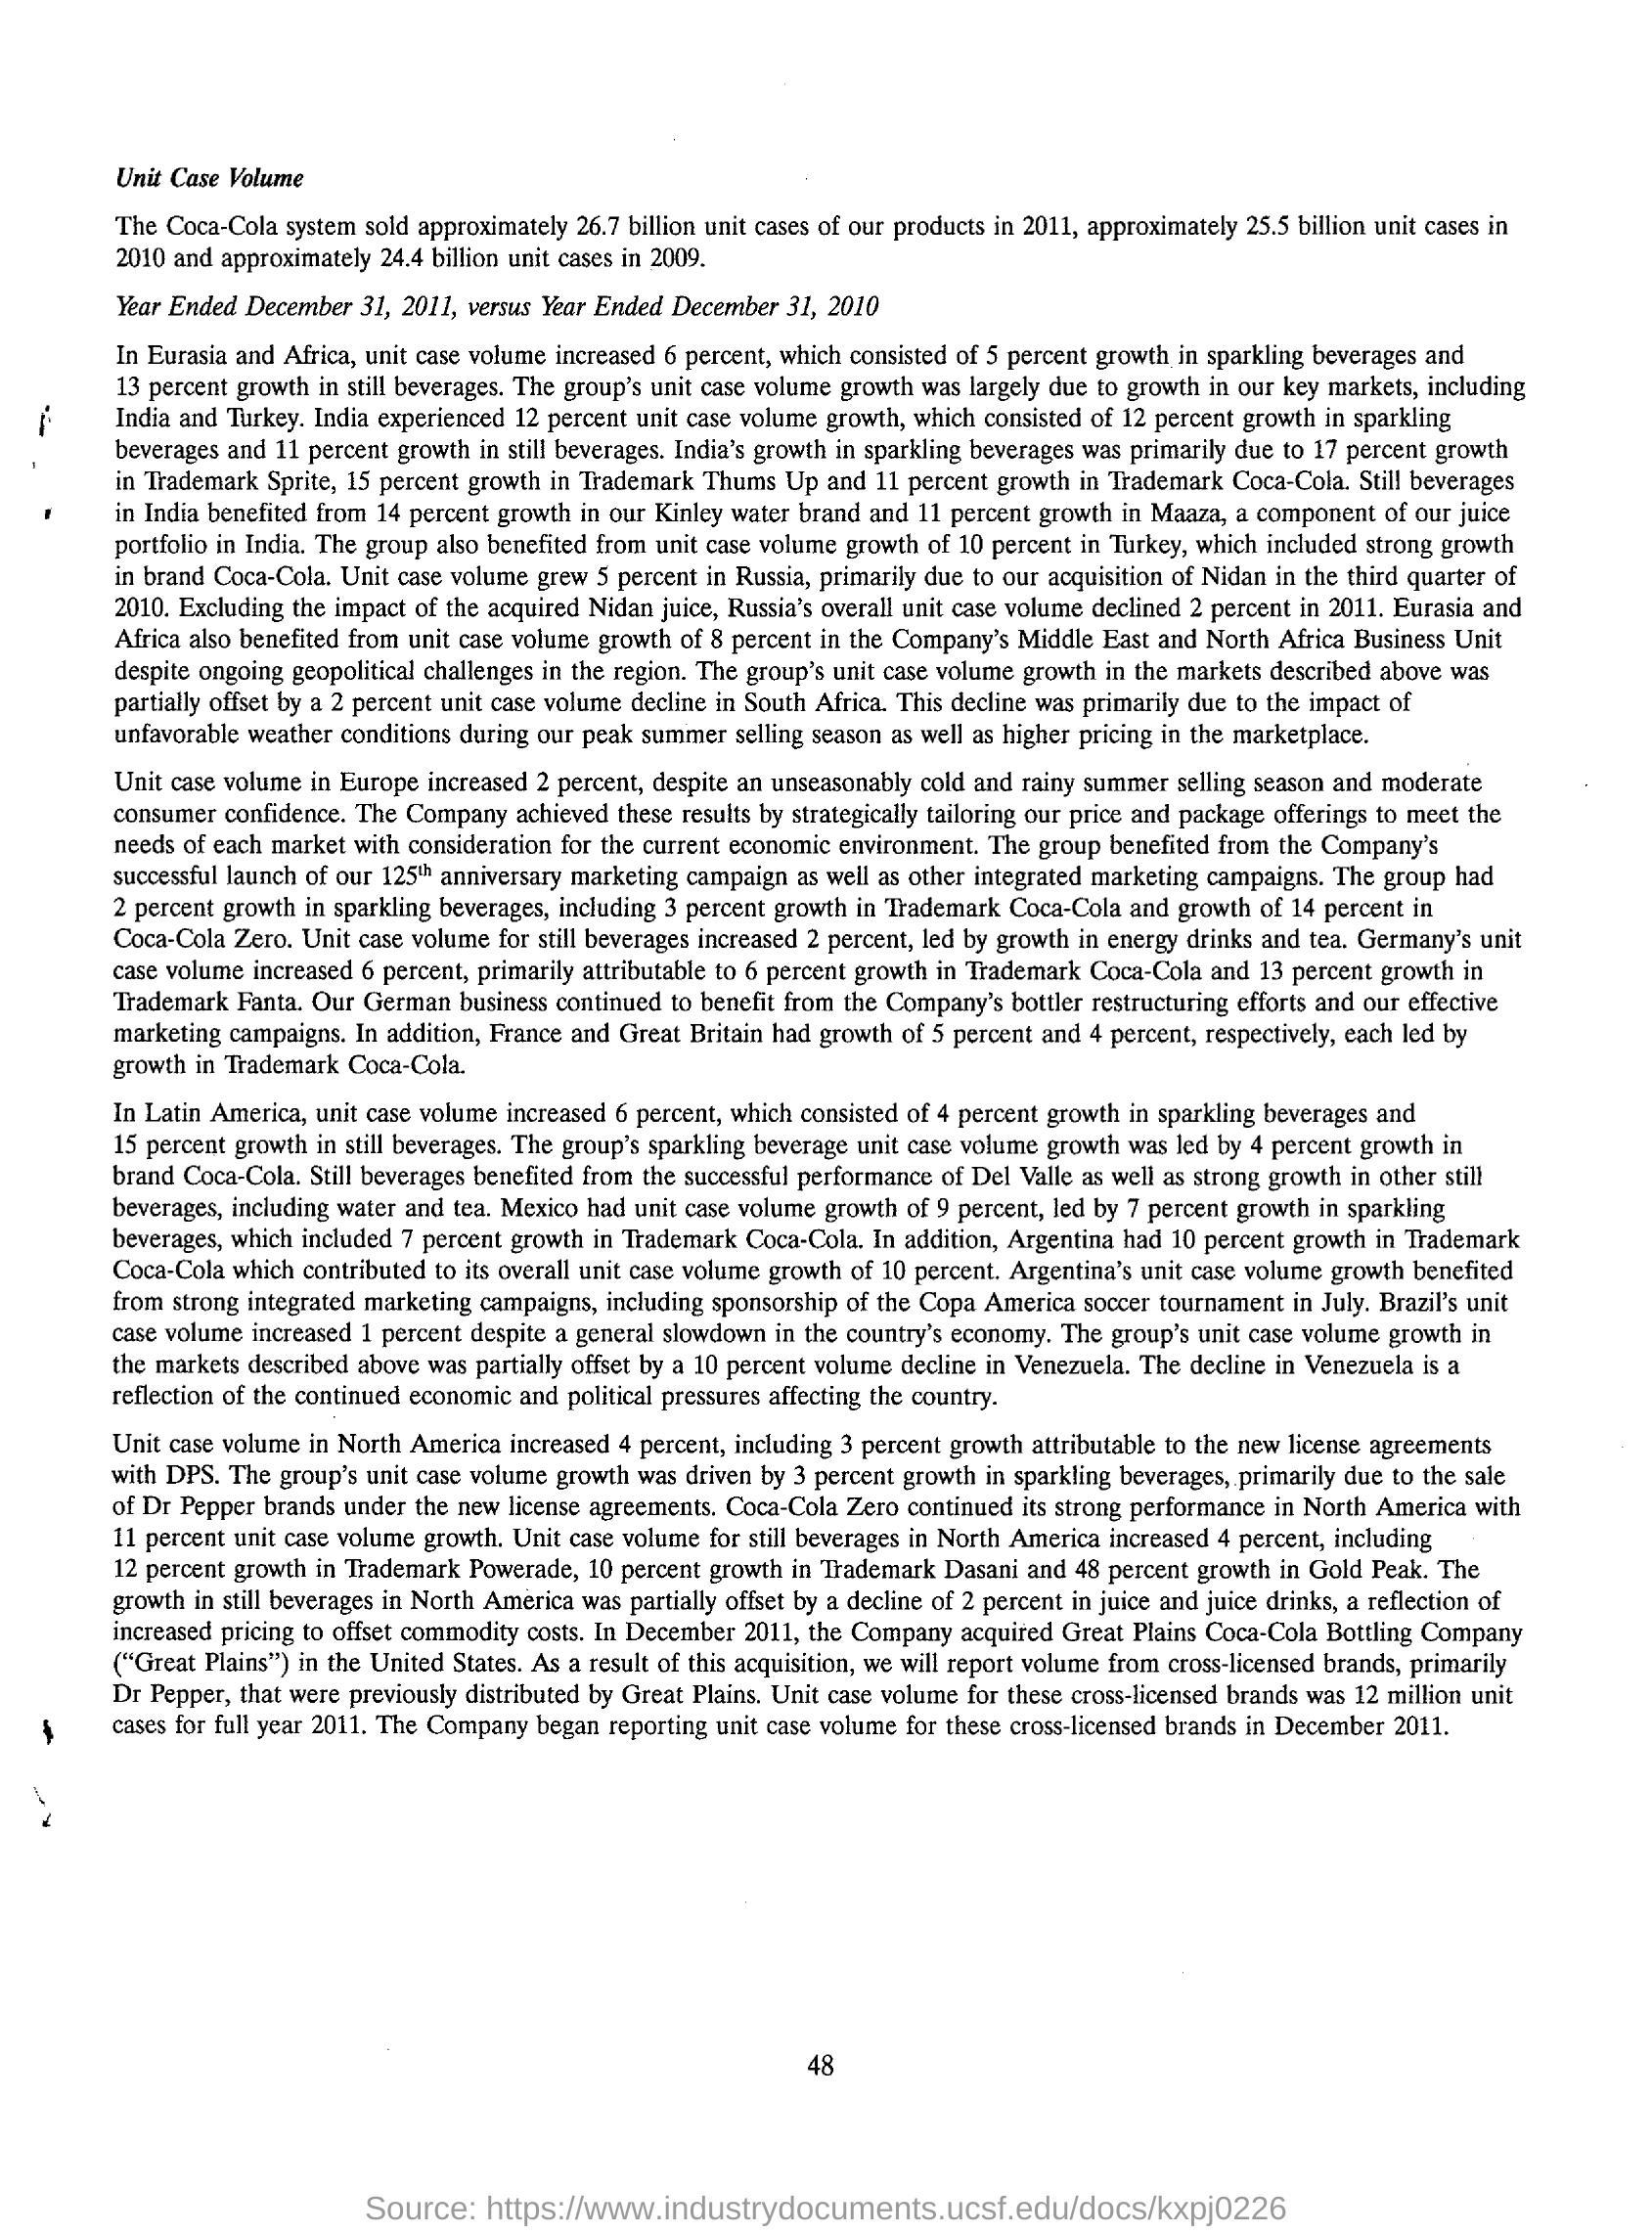 Unit Case Volume
The Coca-Cola system sold approximately 26.7 billion unit cases of our products in 2011, approximately 25.5 billion unit cases in
2010 and approximately 24.4 billion unit cases in 2009.
Year Ended December 31, 2011, versus Year Ended December 31, 2010
In Eurasia and Africa, unit case volume increased 6 percent, which consisted of 5 percent growth in sparkling beverages and
13 percent growth in still beverages. The group's unit case volume growth was largely due to growth in our key markets, including
India and Turkey. India experienced 12 percent unit case volume growth, which consisted of 12 percent growth in sparkling
beverages and 11 percent growth in still beverages. India's growth in sparkling beverages was primarily due to 17 percent growth
in Trademark Sprite, 15 percent growth in Trademark Thums Up and 11 percent growth in Trademark Coca-Cola. Still beverages
in India benefited from 14 percent growth in our Kinley water brand and 11 percent growth in Maaza, a component of our juice
portfolio in India. The group also benefited from unit case volume growth of 10 percent in Turkey, which included strong growth
in brand Coca-Cola. Unit case volume grew 5 percent in Russia, primarily due to our acquisition of Nidan in the third quarter of
2010. Excluding the impact of the acquired Nidan juice, Russia's overall unit case volume declined 2 percent in 2011. Eurasia and
Africa also benefited from unit case volume growth of 8 percent in the Company's Middle East and North Africa Business Unit
despite ongoing geopolitical challenges in the region. The group's unit case volume growth in the markets described above was
partially offset by a 2 percent unit case volume decline in South Africa. This decline was primarily due to the impact of
unfavorable weather conditions during our peak summer selling season as well as higher pricing in the marketplace.
Unit case volume in Europe increased 2 percent, despite an unseasonably cold and rainy summer selling season and moderate
consumer confidence. The Company achieved these results by strategically tailoring our price and package offerings to meet the
needs of each market with consideration for the current economic environment. The group benefited from the Company's
successful launch of our 125th anniversary marketing campaign as well as other integrated marketing campaigns. The group had
2 percent growth in sparkling beverages, including 3 percent growth in Trademark Coca-Cola and growth of 14 percent in
Coca-Cola Zero. Unit case volume for still beverages increased 2 percent, led by growth in energy drinks and tea. Germany's unit
case volume increased 6 percent, primarily attributable to 6 percent growth in Trademark Coca-Cola and 13 percent growth in
Trademark Fanta. Our German business continued to benefit from the Company's bottler restructuring efforts and our effective
marketing campaigns. In addition, France and Great Britain had growth of 5 percent and 4 percent, respectively, each led by
growth in Trademark Coca-Cola.
In Latin America, unit case volume increased 6 percent, which consisted of 4 percent growth in sparkling beverages and
15 percent growth in still beverages. The group's sparkling beverage unit case volume growth was led by 4 percent growth in
brand Coca-Cola. Still beverages benefited from the successful performance of Del Valle as well as strong growth in other still
beverages, including water and tea. Mexico had unit case volume growth of 9 percent, led by 7 percent growth in sparkling
beverages, which included 7 percent growth in Trademark Coca-Cola. In addition, Argentina had 10 percent growth in Trademark
Coca-Cola which contributed to its overall unit case volume growth of 10 percent. Argentina's unit case volume growth benefited
from strong integrated marketing campaigns, including sponsorship of the Copa America soccer tournament in July. Brazil's unit
case volume increased 1 percent despite a general slowdown in the country's economy. The group's unit case volume growth in
the markets described above was partially offset by a 10 percent volume decline in Venezuela. The decline in Venezuela is a
reflection of the continued economic and political pressures affecting the country.
Unit case volume in North America increased 4 percent, including 3 percent growth attributable to the new license agreements
with DPS. The group's unit case volume growth was driven by 3 percent growth in sparkling beverages, primarily due to the sale
of Dr Pepper brands under the new license agreements. Coca-Cola Zero continued its strong performance in North America with
11 percent unit case volume growth. Unit case volume for still beverages in North America increased 4 percent, including
12 percent growth in Trademark Powerade, 10 percent growth in Trademark Dasani and 48 percent growth in Gold Peak. The
growth in still beverages in North America was partially offset by a decline of 2 percent in juice and juice drinks, a reflection of
increased pricing to offset commodity costs. In December 2011, the Company acquired Great Plains Coca-Cola Bottling Company
("Great Plains") in the United States. As a result of this acquisition, we will report volume from cross-licensed brands, primarily
Dr Pepper, that were previously distributed by Great Plains. Unit case volume for these cross-licensed brands was 12 million unit
cases for full year 2011. The Company began reporting unit case volume for these cross-licensed brands in December 2011.
48
Source: https://www.industrydocuments.ucsf.edu/docs/kxpj0226